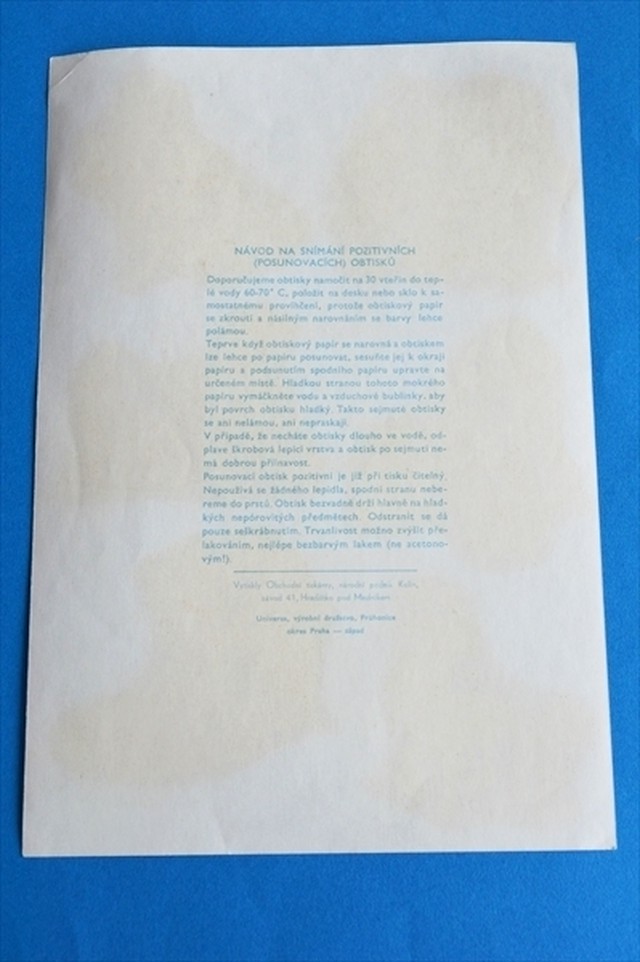 NÁVOD NA SNÍMÁNÍ POZITIVNÍCH
(POSUNOVACÍCH) OBTISKŮ
Doporučujeme obtisky namočit na 30 vteřin do tep-
lé vody 60-70° C, položit na desku nebo sklo k sa-
mostatnému provlhčení, protože obtiskový papír
se zkroutí a násilným narovnáním se barvy lehce
polámou.
Teprve když obtiskový papír se narovná a obtiskem
lze lehce po papíru posunovat, sesuňte jej k okraji
papíru a podsunutím spodního papíru upravte na
určeném místě. Hladkou stranou tohoto mokrého
papíru vymáčkněte vodu a vzduchové bublinky, aby
byl povrch obtisku hladký. Takto sejmuté obtisky
se ani nelámou, ani nepraskají.
V případě, že necháte obtisky dlouho ve vodě, od-
plave škrobová lepicí vrstva a obtisk po sejmutí ne-
má dobrou přilnavost.
Posunovací obtisk pozitivní je již při tisku čitelný.
Nepoužívá se žádného lepidla, spodní stranu nebe-
reme do prstů. Obtisk bezvadně drží hlavně na hlad-
kých nepórovitých předmětech. Odstranit se dá
pouze seškrábnutím. Trvanlivost možno zvýšit pře-
lakováním, nejlépe bezbarvým lakem (ne acetono-
vým!).
Vyrobily Obchodní tiskárny, národní podnik Kolín,
závod 41, Hradištko pod Medníkem
Univeros, výrobní družstvo, Průhonice
okres Praha — západ